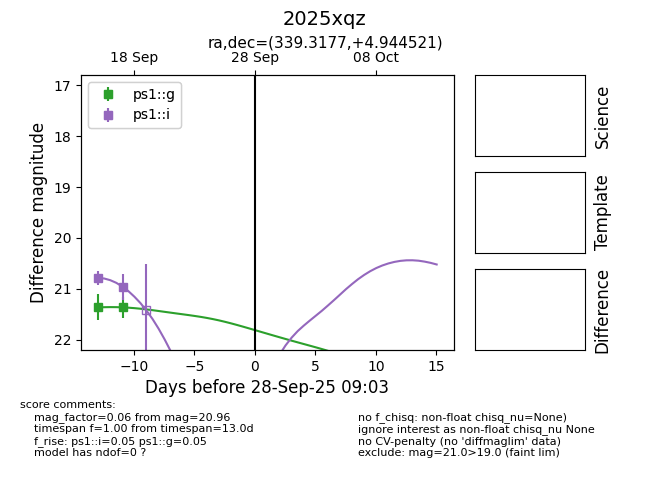 2025xqz
ra,dec=(339.3177,+4.944521)
18 Sep
28 Sep
08 Oct
17
18
19
20
21
22
Difference magnitude
ps1::g
ps1::i
−10
−5
0
5
10
15
Days before 28-Sep-25 09:03
Science
Template
Difference
score comments:
mag_factor=0.06 from mag=20.96
timespan f=1.00 from timespan=13.0d
f_rise: ps1::i=0.05 ps1::g=0.05
model has ndof=0 ?
no f_chisq: non-float chisq_nu=None)
ignore interest as non-float chisq_nu None
no CV-penalty (no 'diffmaglim' data)
exclude: mag=21.0>19.0 (faint lim)